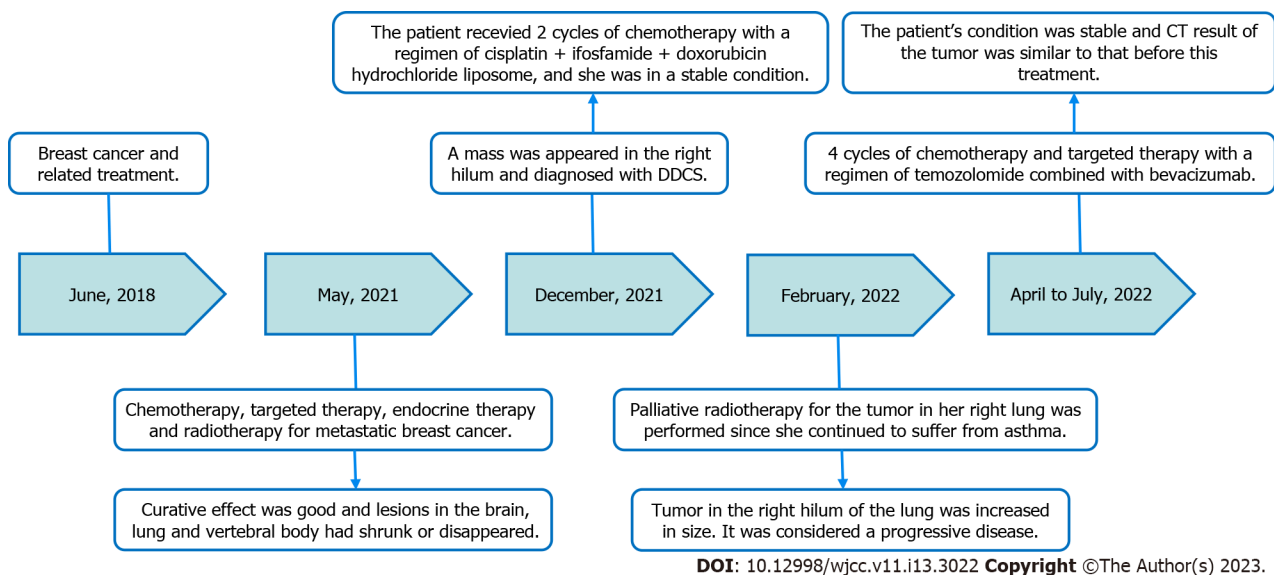 The patient recevied 2 cycles of chemotherapy with a
regimen of cisplatin + ifosfamide + doxorubicin
hydrochloride liposome, and she was in a stable condition.
The patient's condition was stable and CT result of
the tumor was similar to that before this
treatment.
Breast cancer and
related treatment.
A mass was appeared in the right
hilum and diagnosed with DDCS.
4 cycles of chemotherapy and targeted therapy with a
regimen of temozolomide combined with bevacizumab.
June, 2018
May, 2021
December, 2021
February, 2022
April to July, 2022
Chemotherapy, targeted therapy, endocrine therapy
and radiotherapy for metastatic breast cancer.
Palliative radiotherapy for the tumor in her right lung was
performed since she continued to suffer from asthma.
Curative effect was good and lesions in the brain,
lung and vertebral body had shrunk or disappeared.
Tumor in the right hilum of the lung was increased
in size. It was considered a progressive disease.
DOI: 10.12998/wjcc.v11.i13.3022 Copyright ©The Author(s) 2023.